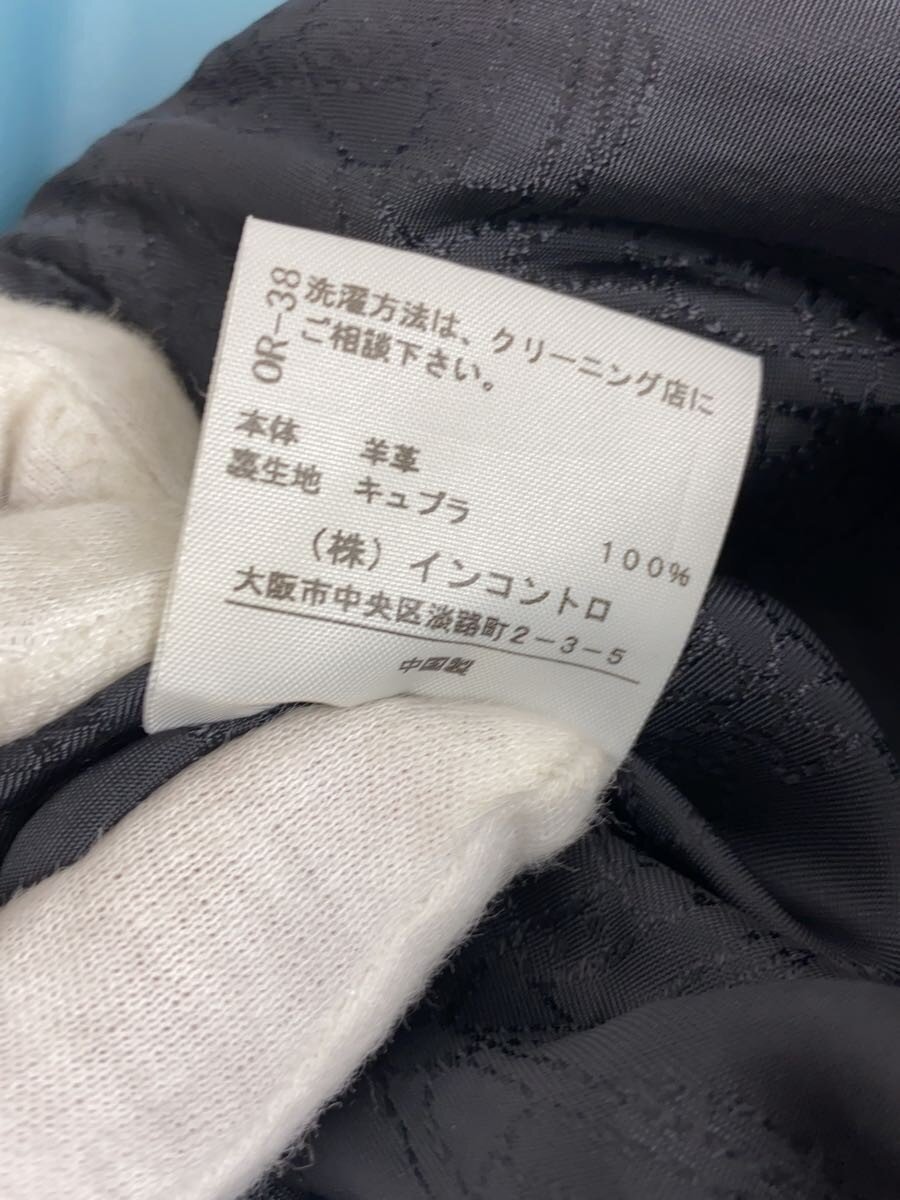 OR-38
洗濯方法は、クリーニング店に
ご相談下さい。
本体 羊革
裏生地 キュプラ 100%
(株)インコントロ
大阪市中央区淡路町2-3-5
中国製